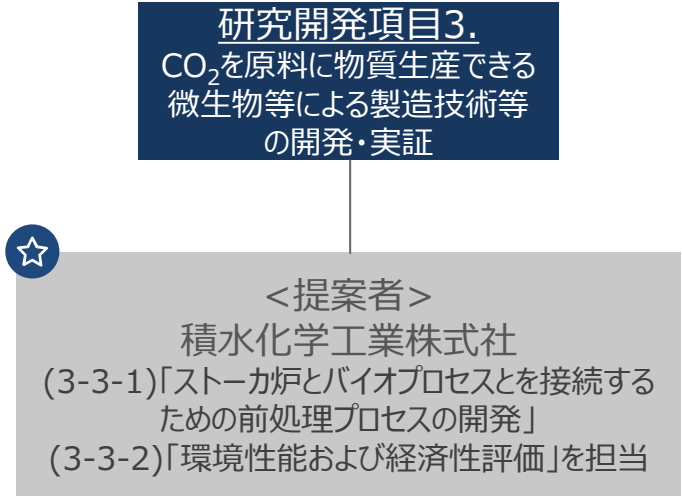 研究開発項目3.
CO₂を原料に物質生産できる
微生物等による製造技術等
の開発・実証
<提案者>
積水化学工業株式会社
(3-3-1)「ストーカ炉とバイオプロセスとを接続する
ための前処理プロセスの開発」
(3-3-2)「環境性能および経済性評価」を担当